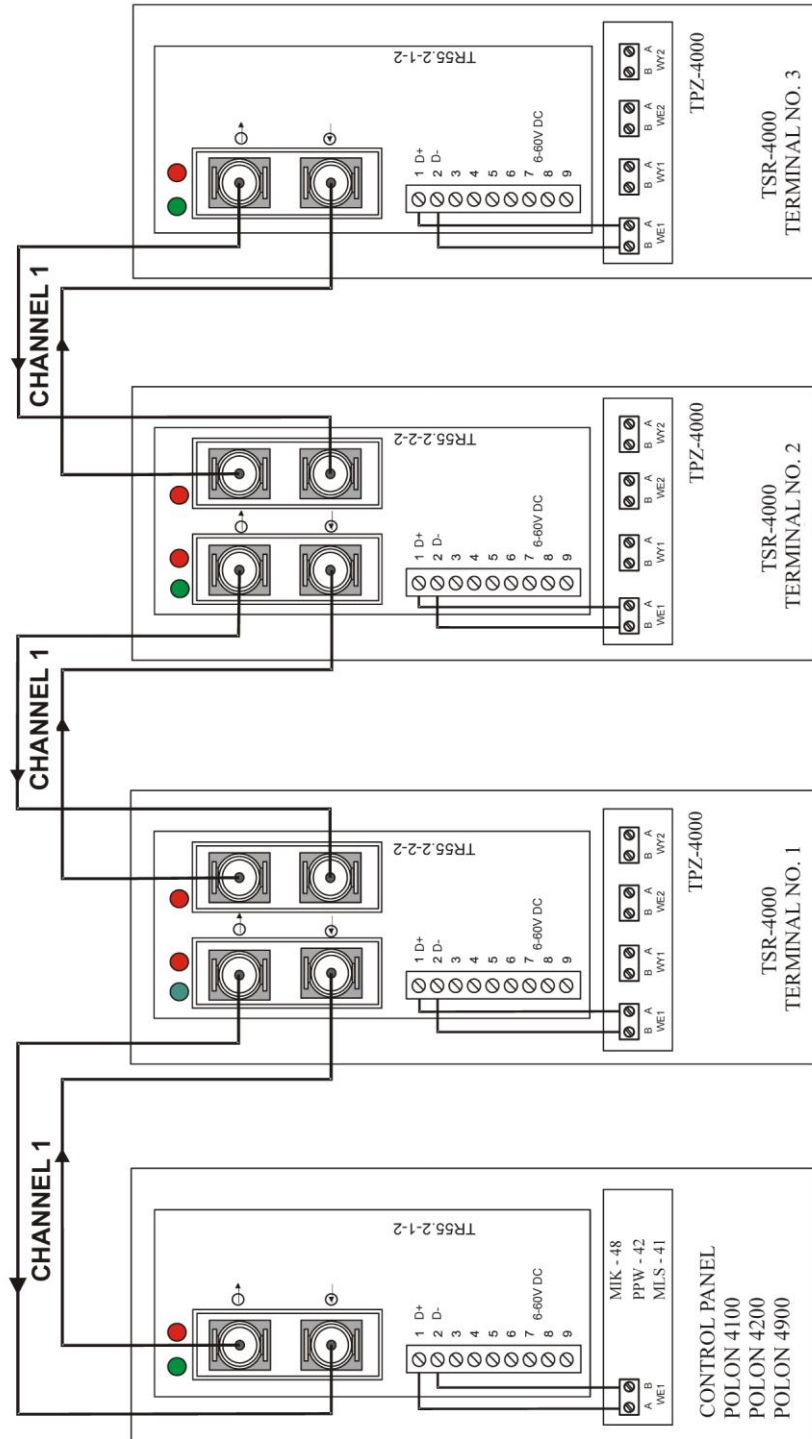 CHANNEL 1
CHANNEL 1
CHANNEL 1
TR55.2-1-2
1 D+
2 D-
3
4
5
6
7 6-60V DC
8
9
A B
WE1
MIK - 48
PPW - 42
MLS - 41
CONTROL PANEL
POLON 4100
POLON 4200
POLON 4900
TR55.2-2-2
1 D+
2 D-
3
4
5
6
7 6-60V DC
8
9
B A
WE1
B A
WY1
B A
WE2
B A
WY2
TPZ-4000
TSR-4000
TERMINAL NO. 1
TR55.2-2-2
1 D+
2 D-
3
4
5
6
7 6-60V DC
8
9
B A
WE1
B A
WY1
B A
WE2
B A
WY2
TPZ-4000
TSR-4000
TERMINAL NO. 2
TR55.2-1-2
1 D+
2 D-
3
4
5
6
7 6-60V DC
8
9
B A
WE1
B A
WY1
B A
WE2
B A
WY2
TPZ-4000
TSR-4000
TERMINAL NO. 3